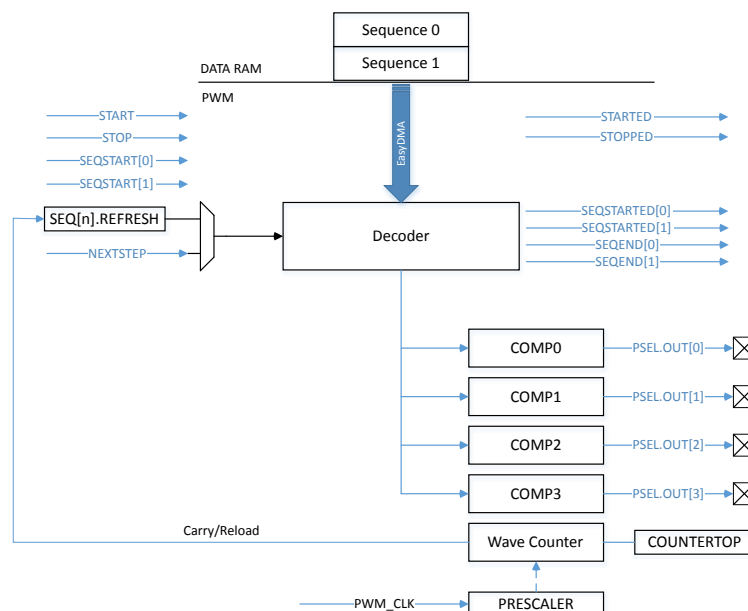 Sequence 0
Sequence 1
DATA RAM
PWM
EasyDMA
START
STOP
SEQSTART[0]
SEQSTART[1]
STARTED
STOPPED
SEQ[n].REFRESH
NEXTSTEP
Decoder
SEQSTARTED[0]
SEQSTARTED[1]
SEQEND[0]
SEQEND[1]
COMP0
PSEL.OUT[0]
COMP1
PSEL.OUT[1]
COMP2
PSEL.OUT[2]
COMP3
PSEL.OUT[3]
Carry/Reload
Wave Counter
COUNTERTOP
PWM_CLK
PRESCALER